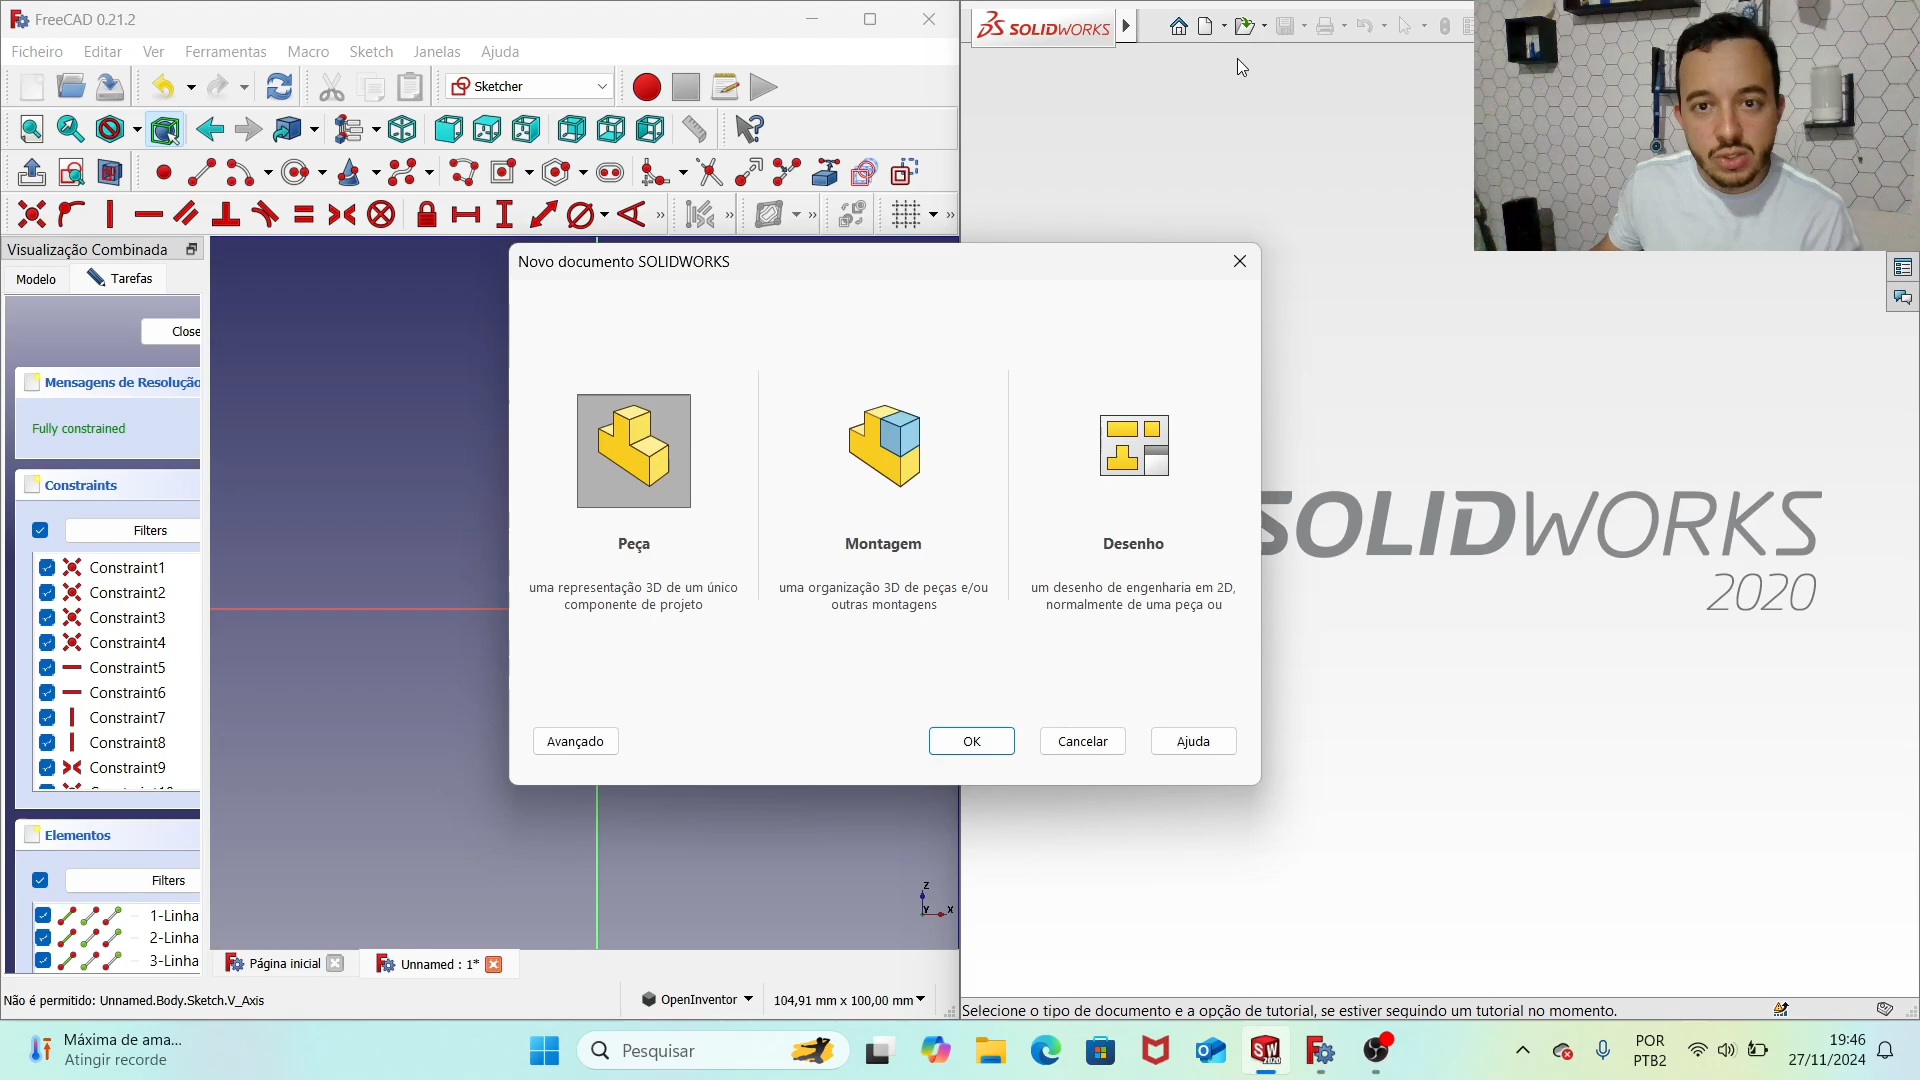 FreeCAD 0.21.2
Ficheiro Editar Ver Ferramentas Macro Sketch Janelas Ajuda
Sketcher
Visualização Combinada
Modelo
Tarefas
Close
Mensagens de Resolução
Fully constrained
Constraints
Filters
Constraint1
Constraint2
Constraint3
Constraint4
Constraint5
Constraint6
Constraint7
Constraint8
Constraint9
Elementos
Filters
1-Linha
2-Linha
3-Linha
Z
Y X
Página inicial
Unnamed : 1*
Não é permitido: Unnamed.Body.Sketch.V_Axis
OpenInventor
104,91 mm x 100,00 mm
SOLIDWORKS
Novo documento SOLIDWORKS
Peça
uma representação 3D de um único
componente de projeto
Montagem
uma organização 3D de peças e/ou
outras montagens
Desenho
um desenho de engenharia em 2D,
normalmente de uma peça ou
Avançado
OK
Cancelar
Ajuda
SOLIDWORKS
2020
Selecione o tipo de documento e a opção de tutorial, se estiver seguindo um tutorial no momento.
Máxima de ama...
Atingir recorde
Pesquisar
SW
2020
POR
PTB2
19:46
27/11/2024